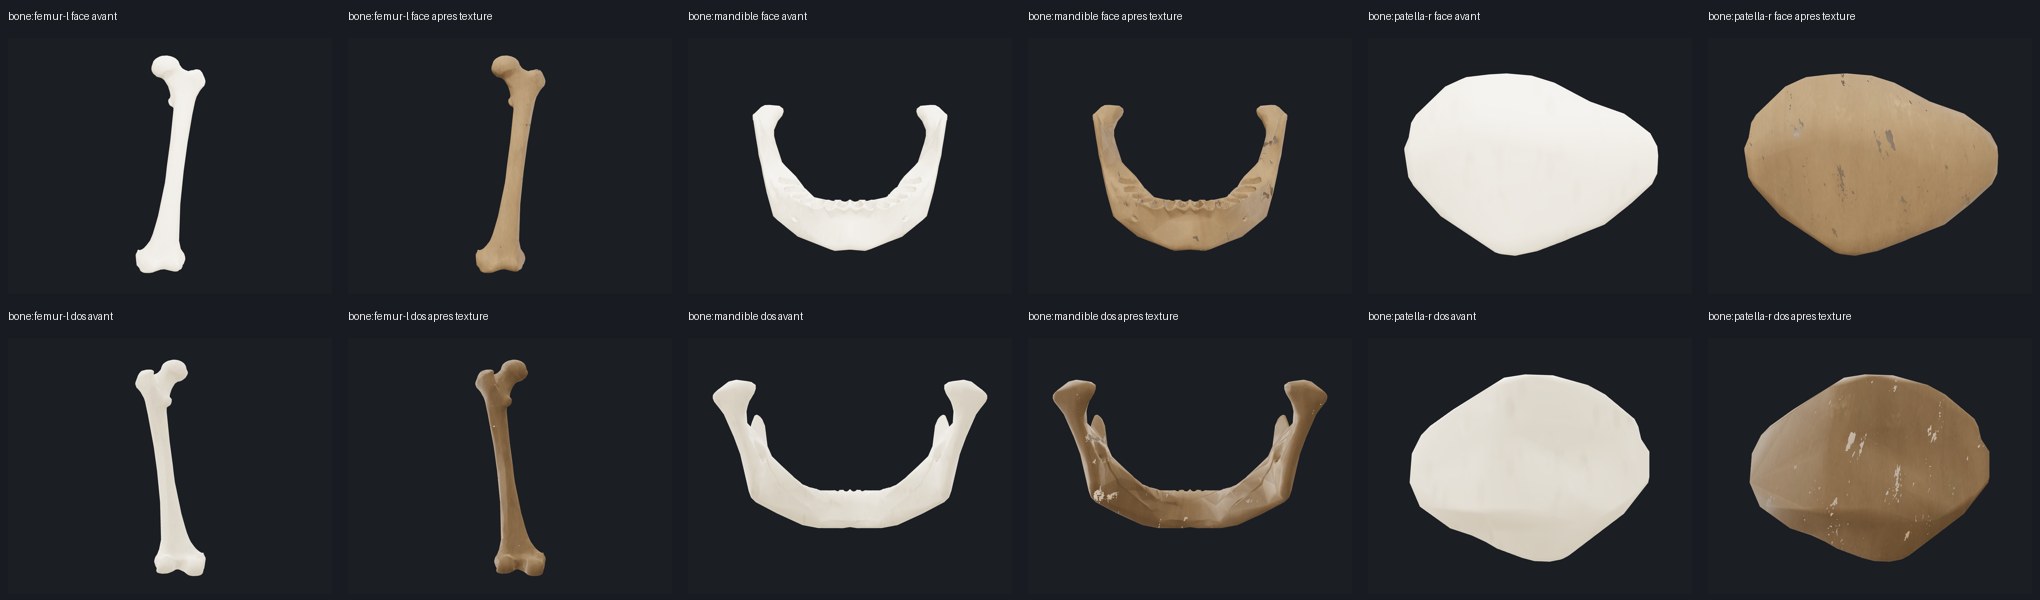 bone:femur-l face avant
bone:femur-l face apres texture
bone:mandible face avant
bone:mandible face apres texture
bone:patella-r face avant
bone:patella-r face apres texture
bone:femur-l dos avant
bone:femur-l dos apres texture
bone:mandible dos avant
bone:mandible dos apres texture
bone:patella-r dos avant
bone:patella-r dos apres texture